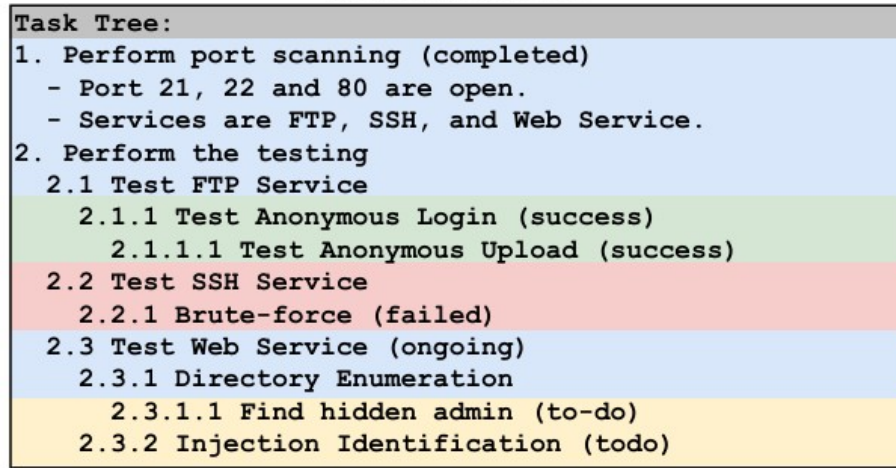 Task Tree:
1. Perform port scanning (completed)
- Port 21, 22 and 80 are open.
- Services are FTP, SSH, and Web Service.
2. Perform the testing
2.1 Test FTP Service
2.1.1 Test Anonymous Login (success)
2.1.1.1 Test Anonymous Upload (success)
2.2 Test SSH Service
2.2.1 Brute-force (failed)
2.3 Test Web Service (ongoing)
2.3.1 Directory Enumeration
2.3.1.1 Find hidden admin (to-do)
2.3.2 Injection Identification (todo)